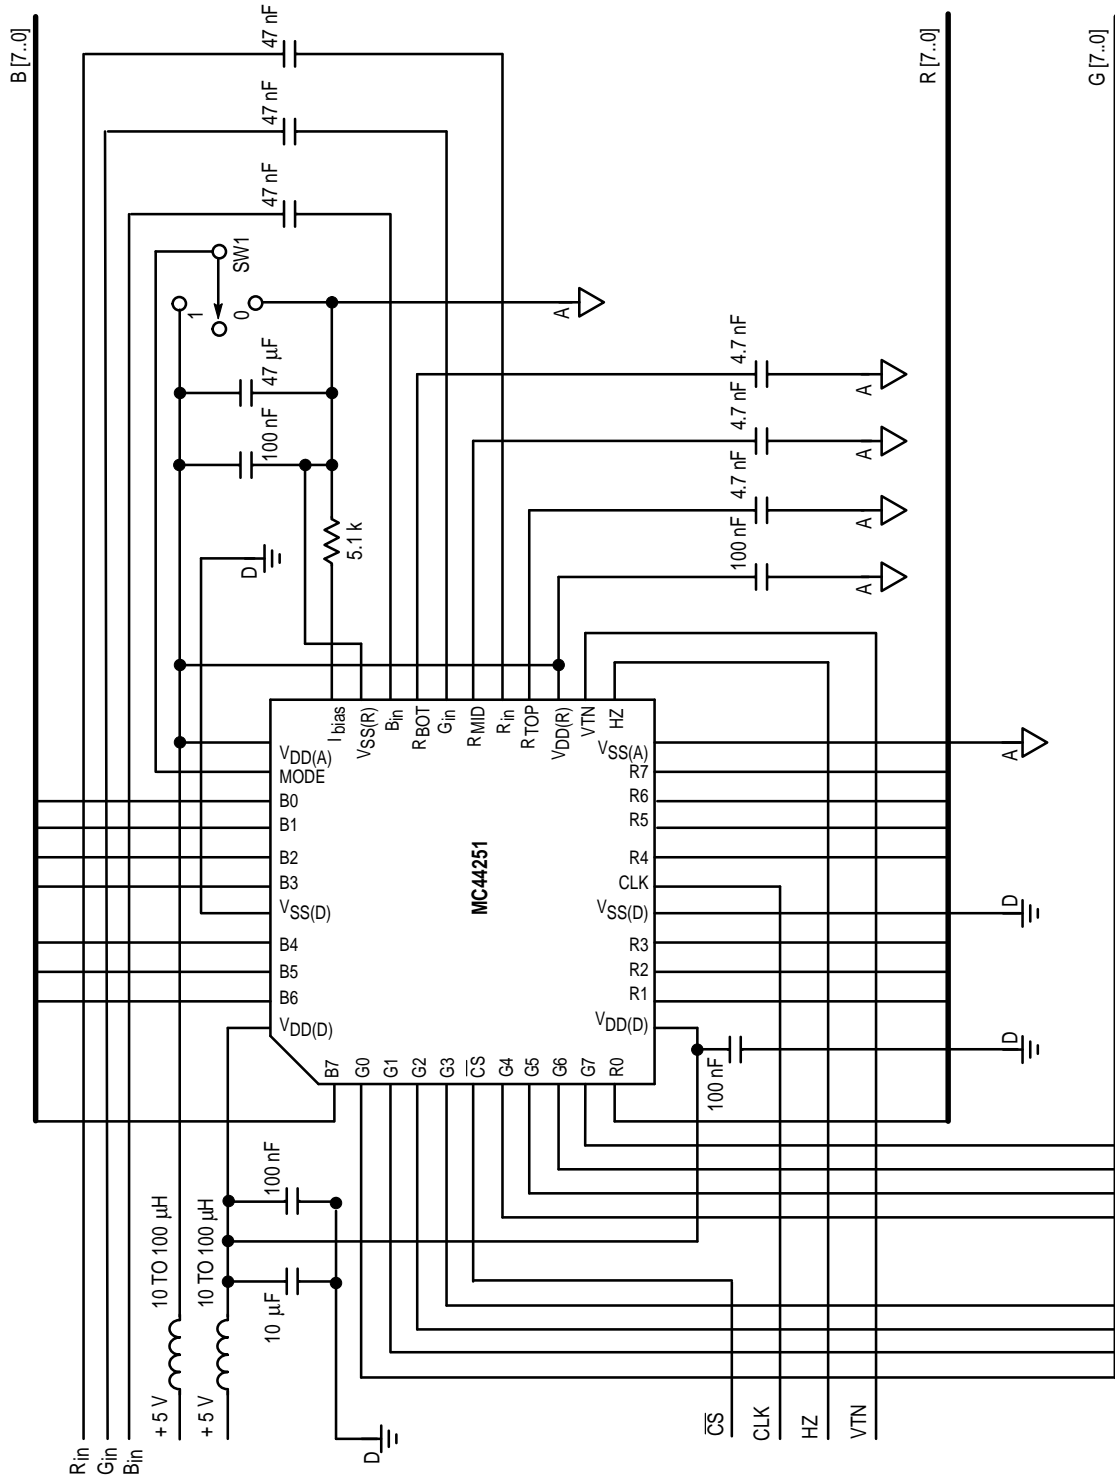 B [7..0]
R [7..0]
G [7..0]
47 nF
47 nF
47 nF
SW1
1
0
A
47 µF
100 nF
D
5.1 k
4.7 nF
4.7 nF
4.7 nF
100 nF
A
A
A
A
Ibias
VSS(R)
Bin
RBOT
Gin
RMID
Rin
RTOP
VDD(R)
VTN
HZ
VDD(A)
MODE
B0
B1
B2
B3
VSS(D)
B4
B5
B6
VDD(D)
MC44251
VSS(A)
R7
R6
R5
R4
CLK
VSS(D)
R3
R2
R1
VDD(D)
B7
G0
G1
G2
G3
C̅S̅
G4
G5
G6
G7
R0
A
D
D
100 nF
100 nF
10 µF
10 TO 100 µH
10 TO 100 µH
+ 5 V
+ 5 V
D
Rin
Gin
Bin
C̅S̅
CLK
HZ
VTN